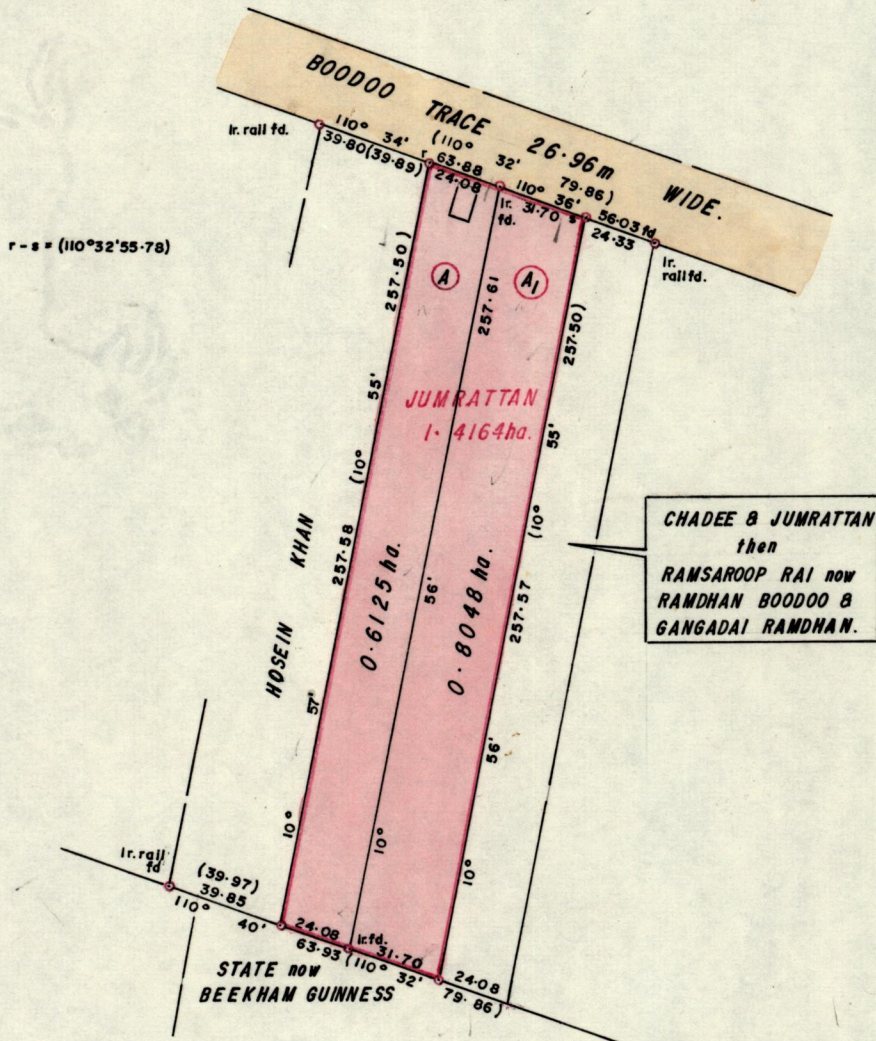 BOODOO TRACE 26·96m WIDE.
Ir. rail fd.
110° 34' (110° 32' 79·86)
39·80(39·89) r 63·88
24·08 110° 36' s 56·03 fd
Ir. fd. 31·70
24·33
Ir. rail fd.
r - s = (110°32'55·78)
257·50)
A
257·61
A1
257·50)
55'
JUMRATTAN
1· 4164ha.
55'
(10°
(10°
HOSEIN KHAN
257·58
0·6125 ha.
56'
0·8048 ha.
257·57
CHADEE & JUMRATTAN
then
RAMSAROOP RAI now
RAMDHAN BOODOO &
GANGADAI RAMDHAN.
57'
56'
10°
10°
10°
Ir. rail fd
(39·97)
39·85
110° 40'
24·08 Ir. fd. 31·70
63·93 (110° 32' 79·86)
24·08
STATE now
BEEKHAM GUINNESS